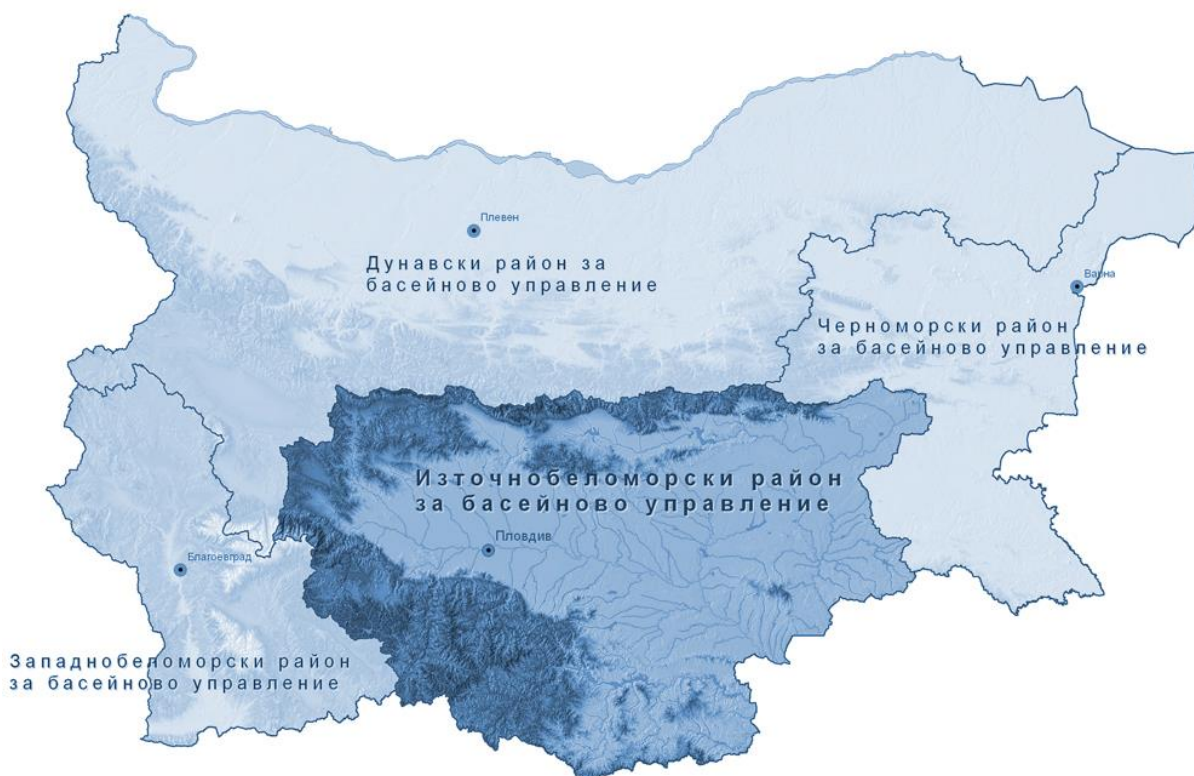 Плевен
Дунавски район за
басейново управление
Варна
Черноморски район
за басейново управление
Източнобеломорски район
за басейново управление
Пловдив
Благоевград
Западнобеломорски район
за басейново управление